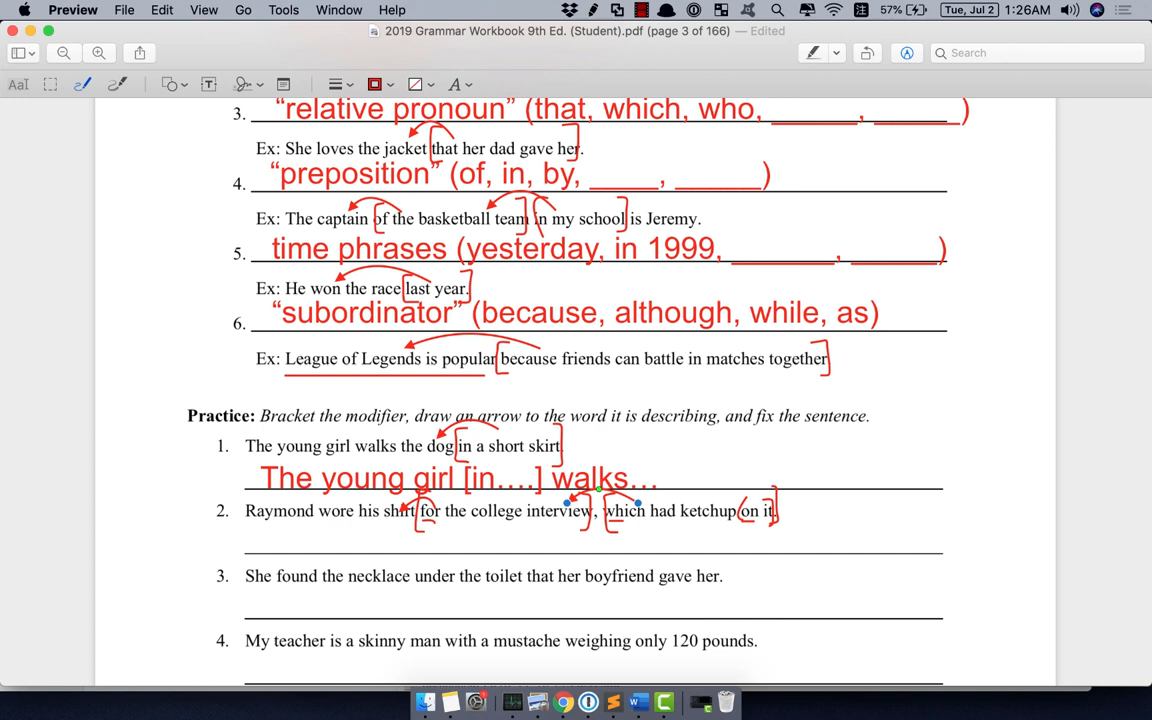 Preview File Edit View Go Tools Window Help 57% Tue, Jul 2 1:26AM
2019 Grammar Workbook 9th Ed. (Student).pdf (page 3 of 166) — Edited
Search
AaI T A
3. “relative pronoun” (that, which, who, ______, ______)
Ex: She loves the jacket [that her dad gave her].
4. “preposition” (of, in, by, _____, ______)
Ex: The captain [of the basketball team] [in my school] is Jeremy.
5. time phrases (yesterday, in 1999, _______, ______)
Ex: He won the race [last year.]
6. “subordinator” (because, although, while, as)
Ex: League of Legends is popular [because friends can battle in matches together]
Practice: Bracket the modifier, draw an arrow to the word it is describing, and fix the sentence.
1. The young girl walks the dog [in a short skirt]
The young girl [in....] walks...
2. Raymond wore his shirt [for the college interview], [which had ketchup (on it.]
3. She found the necklace under the toilet that her boyfriend gave her.
4. My teacher is a skinny man with a mustache weighing only 120 pounds.